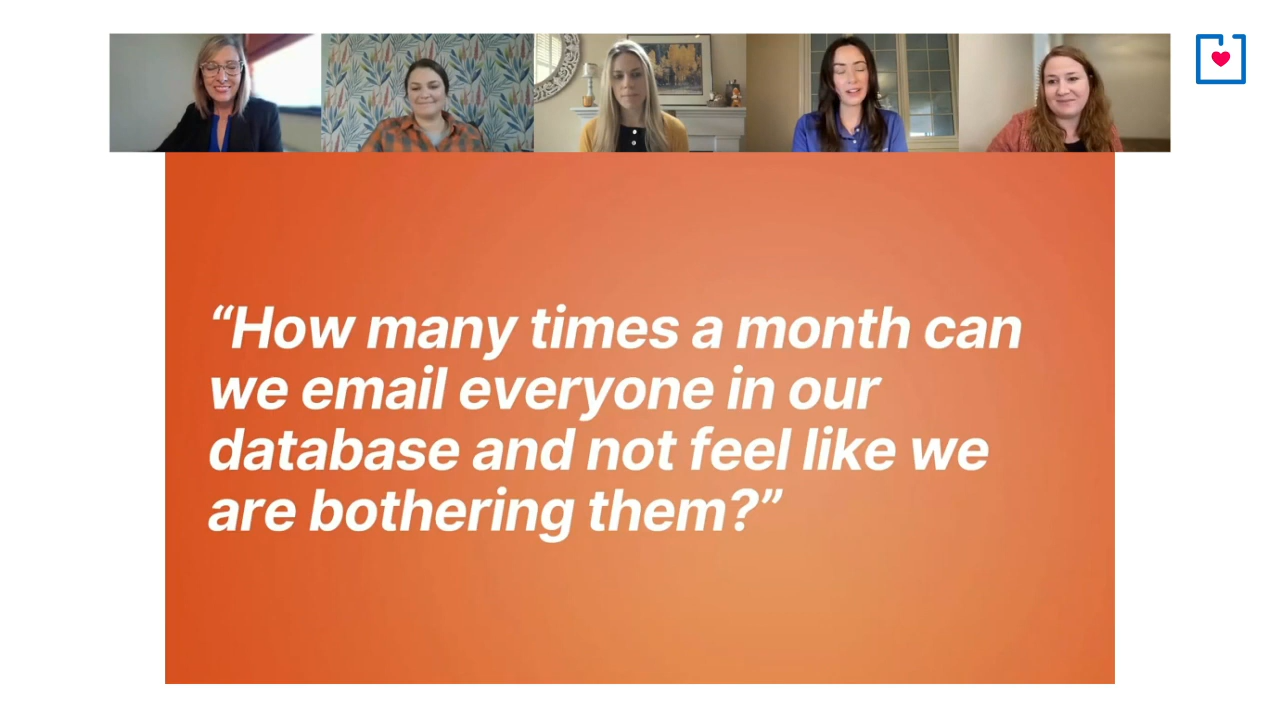 “How many times a month can
we email everyone in our
database and not feel like we
are bothering them?”